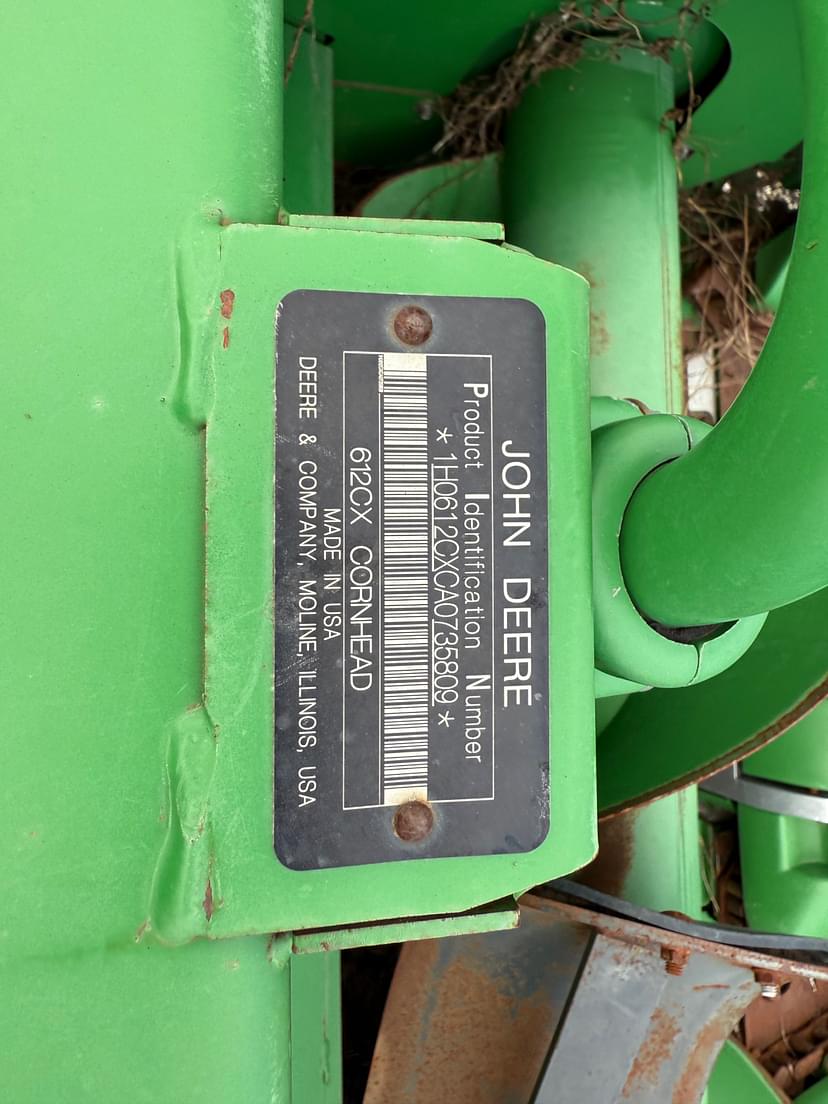 JOHN DEERE
Product Identification Number
*1H0612CXCA0735809*
612CX CORNHEAD
MADE IN USA
DEERE & COMPANY, MOLINE, ILLINOIS, USA